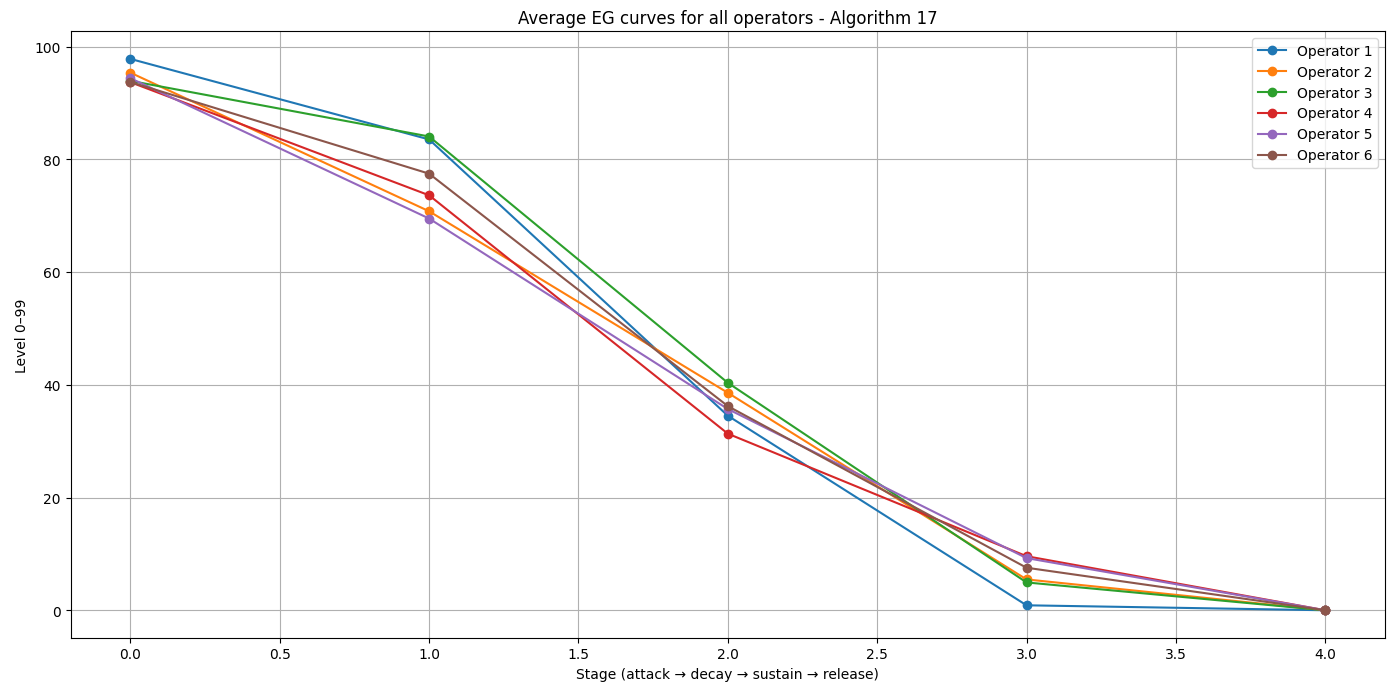 Average EG curves for all operators - Algorithm 17
Operator 1
Operator 2
Operator 3
Operator 4
Operator 5
Operator 6
Level 0–99
100
80
60
40
20
0
0.0 0.5 1.0 1.5 2.0 2.5 3.0 3.5 4.0
Stage (attack → decay → sustain → release)